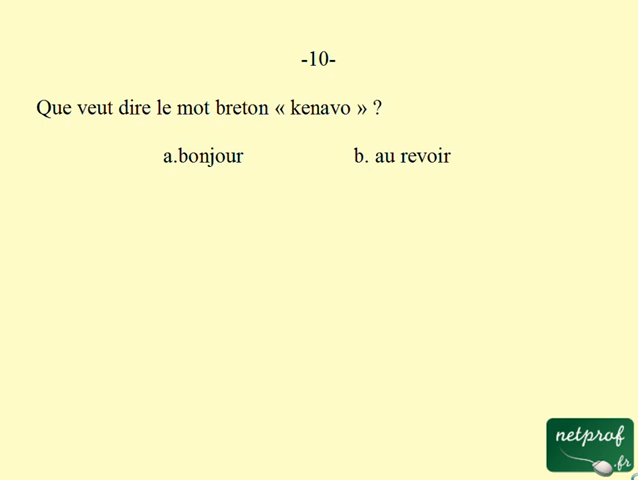 -10-
Que veut dire le mot breton « kenavo » ?
a.bonjour b. au revoir
netprof
.fr